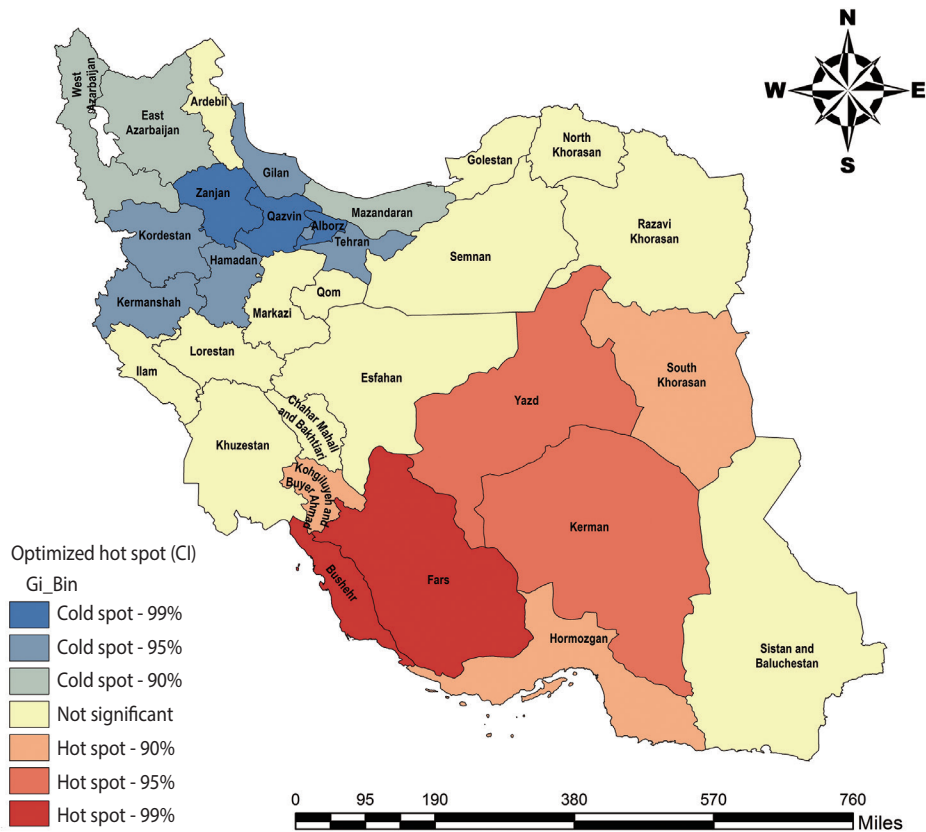 N
W
E
S
West
Azarbaijan
East
Azarbaijan
Ardebil
Gilan
Zanjan
Qazvin
Alborz
Tehran
Mazandaran
Golestan
North
Khorasan
Razavi
Khorasan
Semnan
Kordestan
Hamadan
Kermanshah
Markazi
Qom
Lorestan
Ilam
Esfahan
Chahar Mahall
and Bakhtiari
Khuzestan
Yazd
South
Khorasan
Kohgiluyeh and
Buyer Ahmad
Kerman
Fars
Bushehr
Hormozgan
Sistan and
Baluchestan
Optimized hot spot (CI)
Gi_Bin
Cold spot - 99%
Cold spot - 95%
Cold spot - 90%
Not significant
Hot spot - 90%
Hot spot - 95%
Hot spot - 99%
0 95 190 380 570 760
Miles